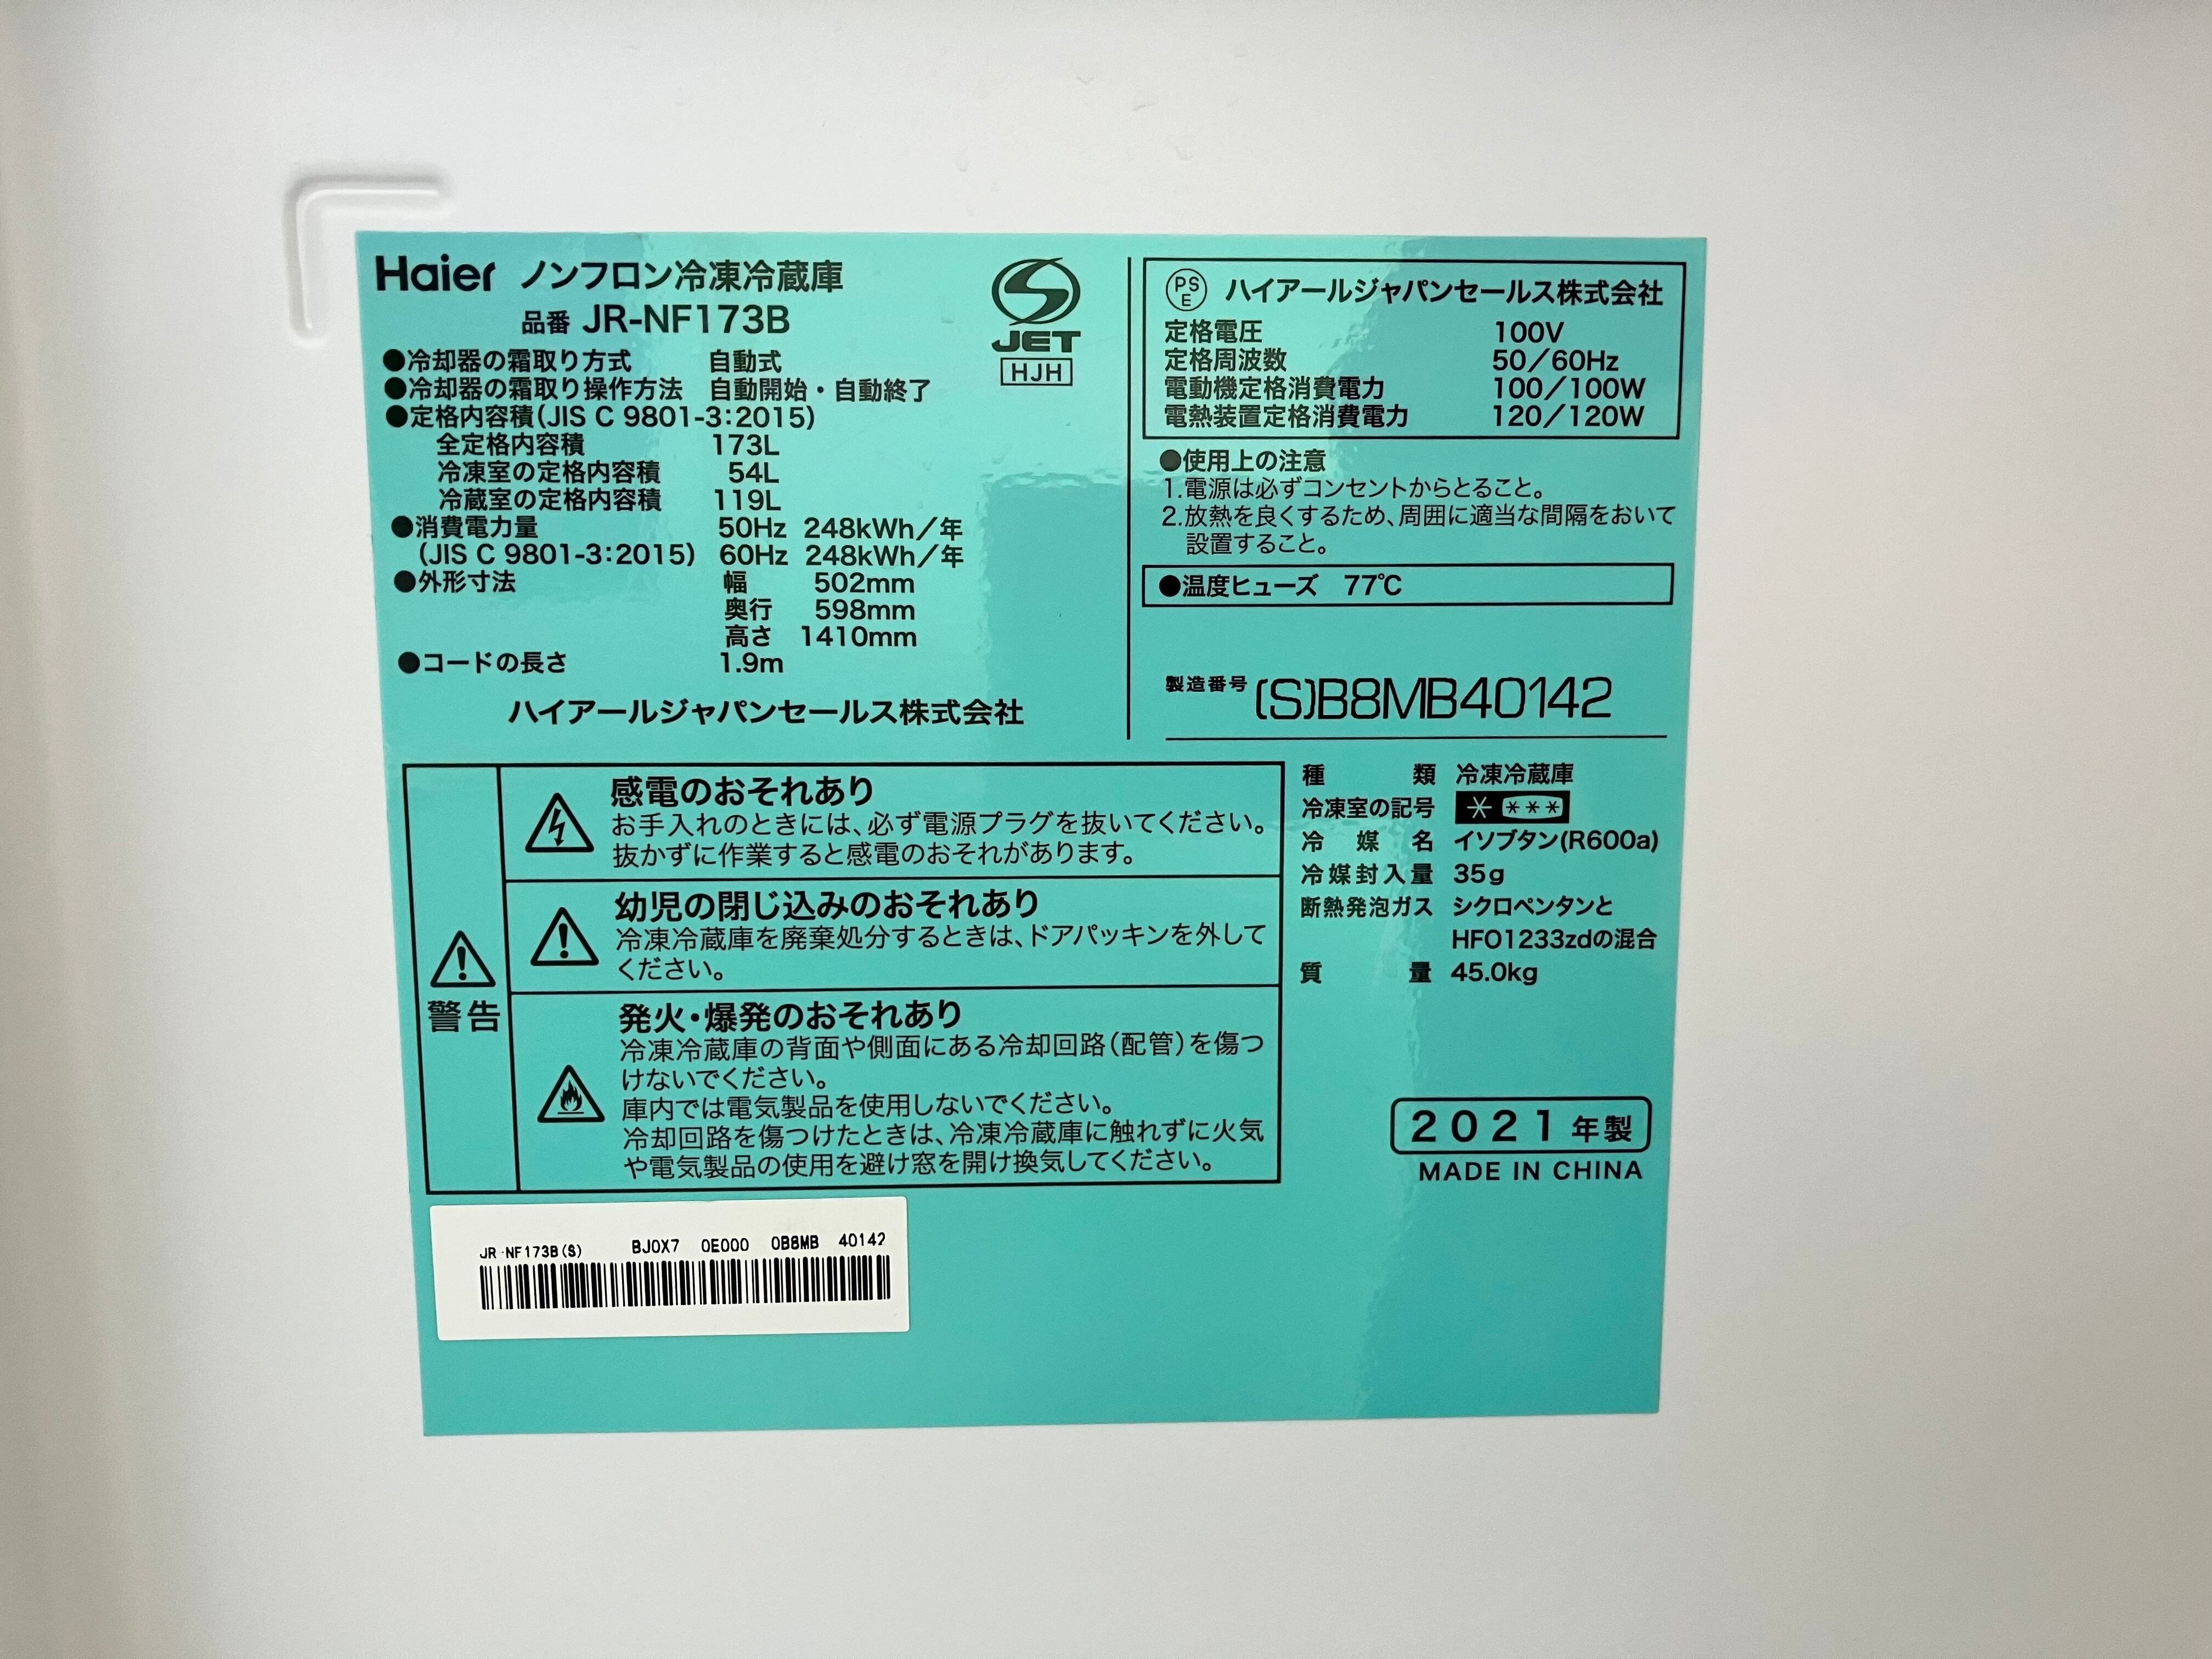 Haier ノンフロン冷凍冷蔵庫
品番 JR-NF173B
●冷却器の霜取り方式 自動式
●冷却器の霜取り操作方法 自動開始・自動終了
●定格内容積(JIS C 9801-3:2015)
全定格内容積 173L
冷凍室の定格内容積 54L
冷蔵室の定格内容積 119L
●消費電力量 50Hz 248kWh/年
(JIS C 9801-3:2015) 60Hz 248kWh/年
●外形寸法 幅 502mm
奥行 598mm
高さ 1410mm
●コードの長さ 1.9m
ハイアールジャパンセールス株式会社
JET
HJH
PS
E
ハイアールジャパンセールス株式会社
定格電圧 100V
定格周波数 50/60Hz
電動機定格消費電力 100/100W
電熱装置定格消費電力 120/120W
●使用上の注意
1.電源は必ずコンセントからとること。
2.放熱を良くするため、周囲に適当な間隔をおいて
設置すること。
●温度ヒューズ 77℃
製造番号 (S)B8MB40142
警告
感電のおそれあり
お手入れのときには、必ず電源プラグを抜いてください。
抜かずに作業すると感電のおそれがあります。
幼児の閉じ込みのおそれあり
冷凍冷蔵庫を廃棄処分するときは、ドアパッキンを外して
ください。
発火・爆発のおそれあり
冷凍冷蔵庫の背面や側面にある冷却回路(配管)を傷つ
けないでください。
庫内では電気製品を使用しないでください。
冷却回路を傷つけたときは、冷凍冷蔵庫に触れずに火気
や電気製品の使用を避け窓を開け換気してください。
種類 冷凍冷蔵庫
冷凍室の記号 * ***
冷媒名 イソブタン(R600a)
冷媒封入量 35g
断熱発泡ガス シクロペンタンと
HFO1233zdの混合
質量 45.0kg
2021年製
MADE IN CHINA
JR-NF173B(S) BJ0X7 0E000 0B8MB 40142